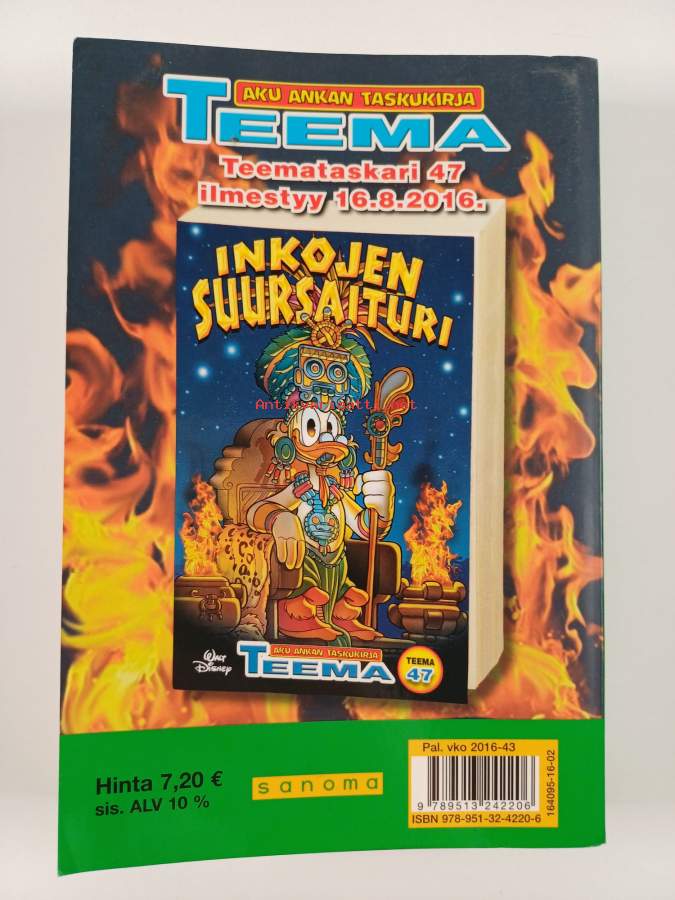 AKU ANKAN TASKUKIRJA
TEEMA
Teemataskari 47
ilmestyy 16.8.2016.
INKOJEN
SUURSAITURI
Antikvaarisetti.net
WALT
DISNEY
AKU ANKAN TASKUKIRJA
TEEMA
TEEMA
47
Hinta 7,20 €
sis. ALV 10 %
sanoma
Pal. vko 2016-43
9 789513 242206
ISBN 978-951-32-4220-6
164095-16-02